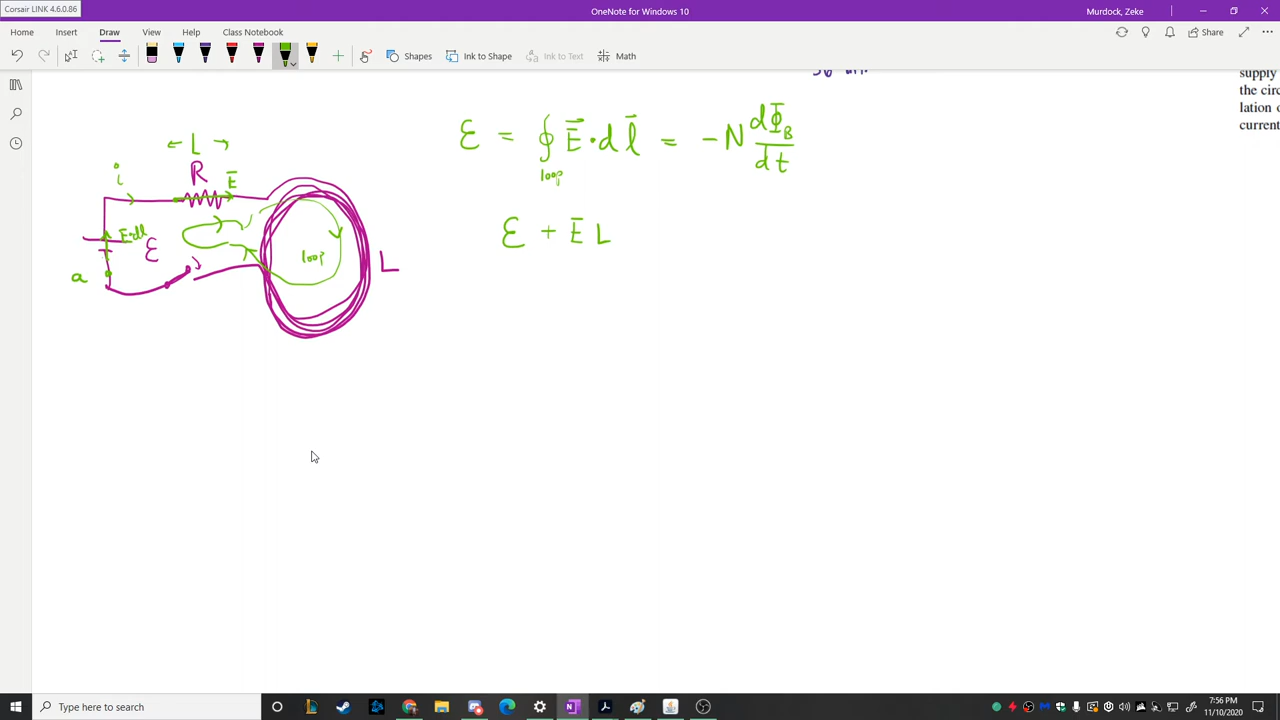 Corsair LINK 4.6.0.86
OneNote for Windows 10
Murdock, Zeke
Home Insert Draw View Help Class Notebook
Share
Shapes
Ink to Shape
Ink to Text
Math
supply
the circ
lation o
current
ℰ = ∮ E⃗ · d l⃗ = -N dΦ_B/dt
loop
← L →
R
i
E⃗
ℰ + E L
E·dl
ℰ
a
loop
L
Type here to search
7:56 PM
11/10/2020